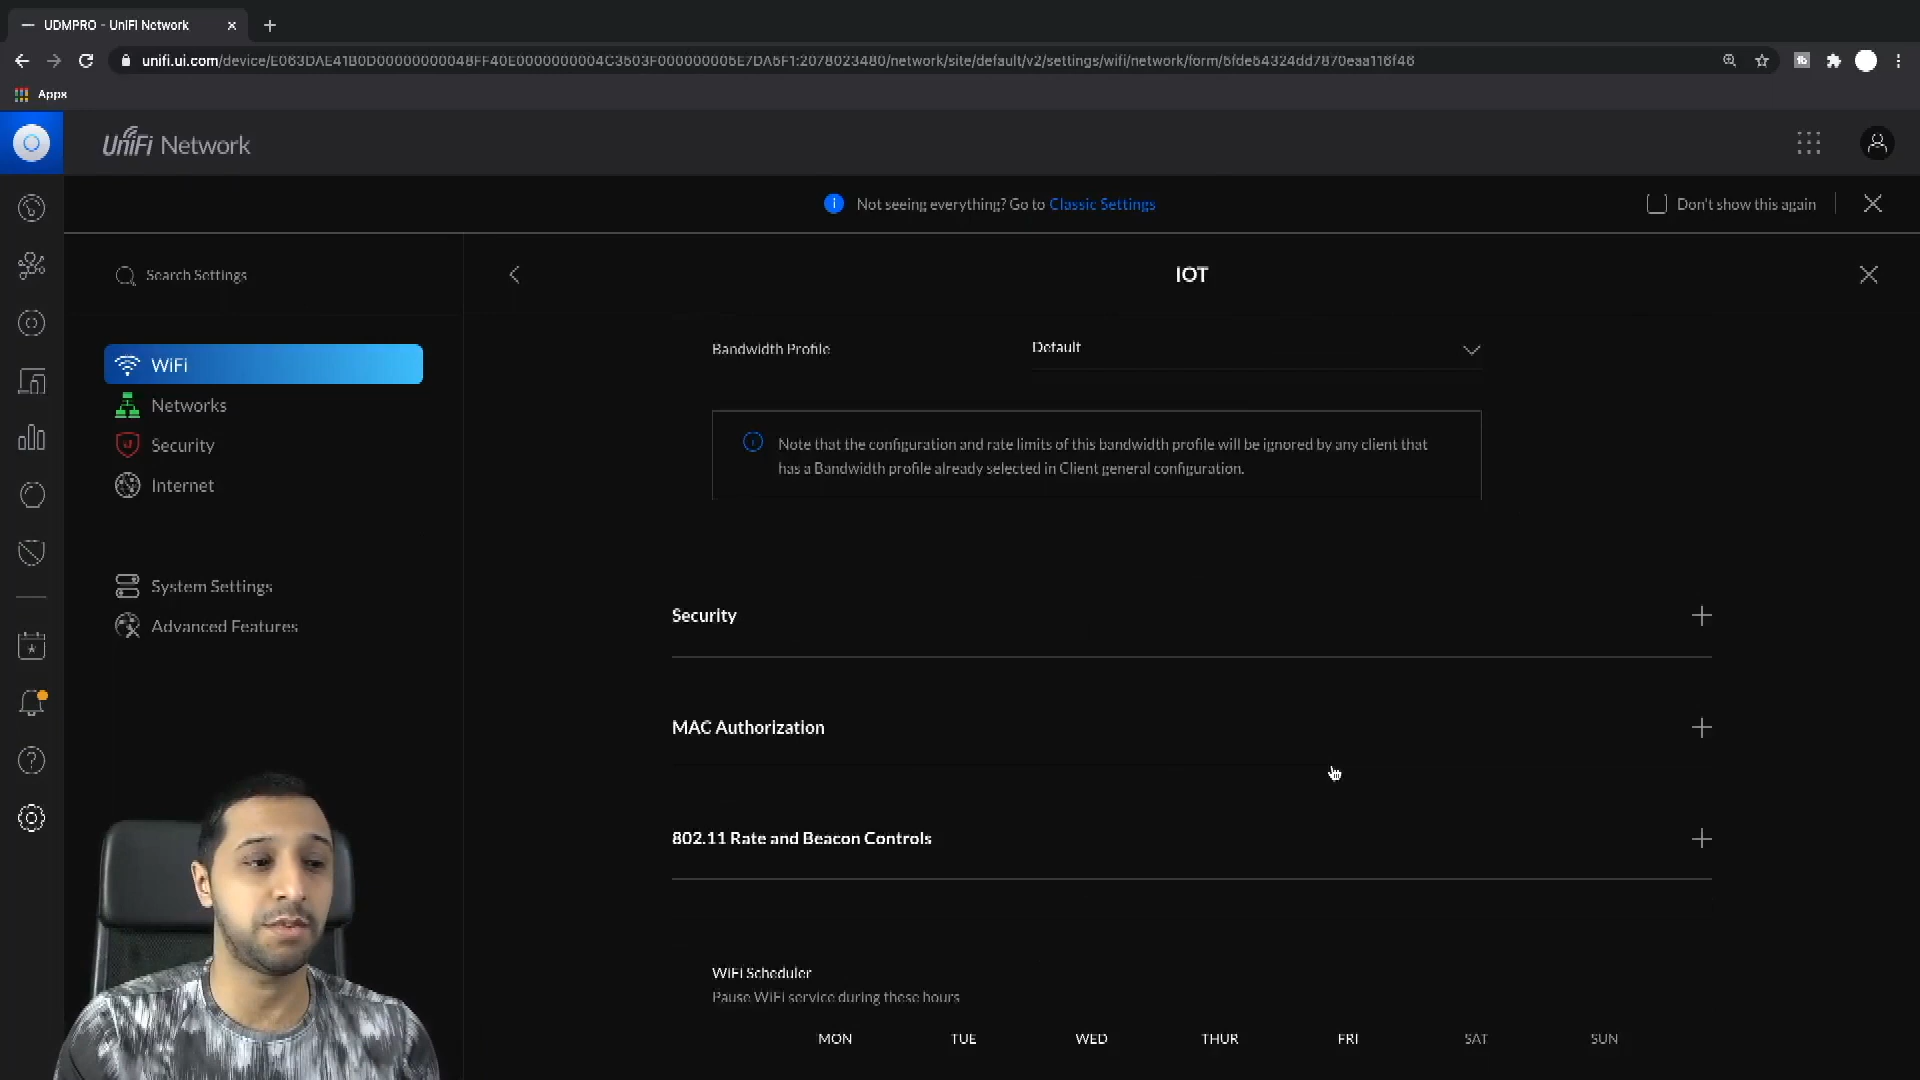 UDMPRO - UniFi Network
unifi.ui.com/device/E063DAE41B0D00000000048FF40E0000000004C3503F000000005E7DA5F1:2078023480/network/site/default/v2/settings/wifi/network/form/5fde54324dd7870eaa116f46
Apps
UniFi Network
Not seeing everything? Go to Classic Settings
Don't show this again
Search Settings
IOT
WiFi
Networks
Security
Internet
System Settings
Advanced Features
Bandwidth Profile
Default
Note that the configuration and rate limits of this bandwidth profile will be ignored by any client that
has a Bandwidth profile already selected in Client general configuration.
Security
MAC Authorization
802.11 Rate and Beacon Controls
WiFi Scheduler
Pause WiFi service during these hours
MON TUE WED THUR FRI SAT SUN